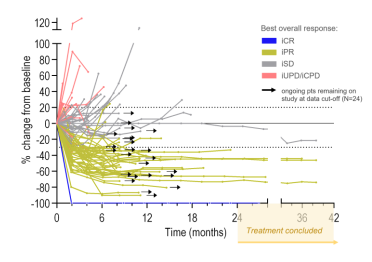 120
100
80
60
40
20
0
-20
-40
-60
-80
-100
% change from baseline
0
6
12
18
24
30
36
42
Time (months)
Treatment concluded
Best overall response:
iCR
iPR
iSD
iUPD/iCPD
ongoing pts remaining on
study at data cut-off (N=24)